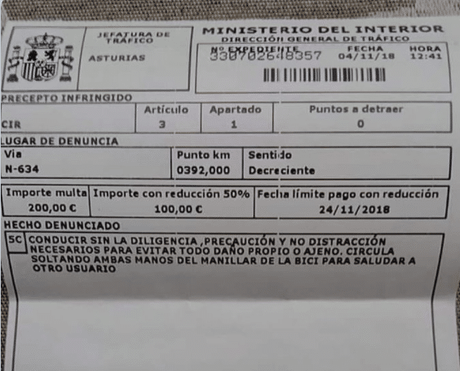 JEFATURA DE
TRÁFICO
ASTURIAS
MINISTERIO DEL INTERIOR
DIRECCIÓN GENERAL DE TRÁFICO
Nº EXPEDIENTE FECHA HORA
330702648357 04/11/18 12:41
PRECEPTO INFRINGIDO
Artículo Apartado Puntos a detraer
CIR 3 1 0
LUGAR DE DENUNCIA
Via Punto km Sentido
N-634 0392,000 Decreciente
Importe multa Importe con reducción 50% Fecha límite pago con reducción
200,00 € 100,00 € 24/11/2018
HECHO DENUNCIADO
5C CONDUCIR SIN LA DILIGENCIA ,PRECAUCIÓN Y NO DISTRACCIÓN
NECESARIOS PARA EVITAR TODO DAÑO PROPIO O AJENO. CIRCULA
SOLTANDO AMBAS MANOS DEL MANILLAR DE LA BICI PARA SALUDAR A
OTRO USUARIO